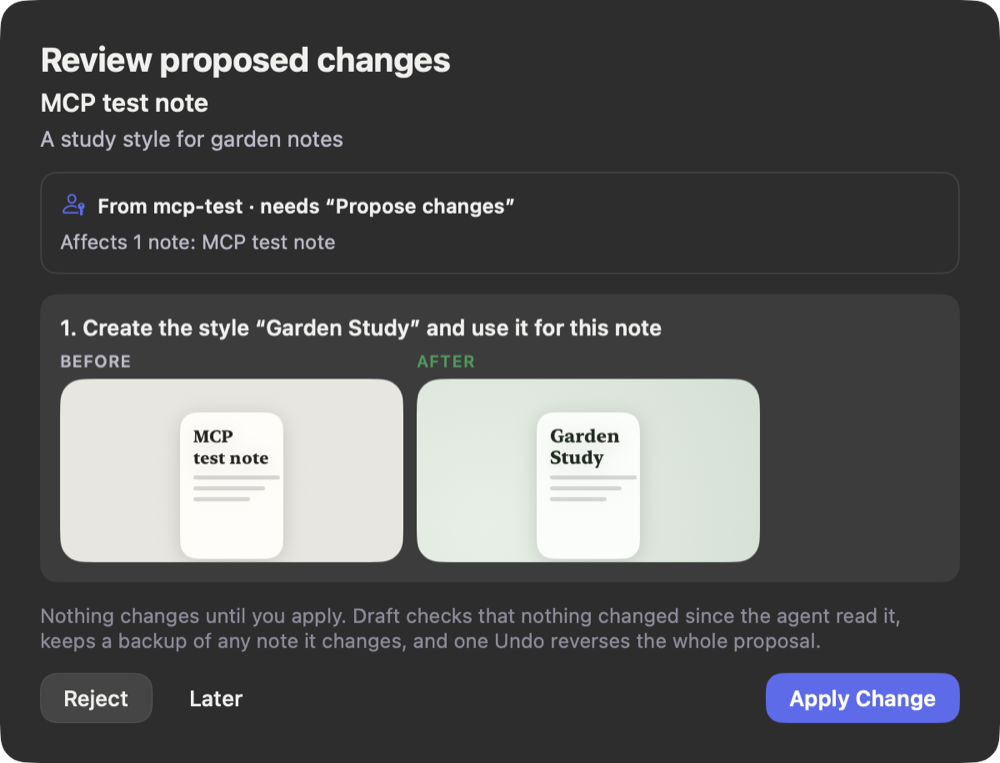 Review proposed changes
MCP test note
A study style for garden notes
From mcp-test · needs “Propose changes”
Affects 1 note: MCP test note
1. Create the style “Garden Study” and use it for this note
BEFORE
AFTER
MCP
test note
Garden
Study
Nothing changes until you apply. Draft checks that nothing changed since the agent read it,
keeps a backup of any note it changes, and one Undo reverses the whole proposal.
Reject
Later
Apply Change